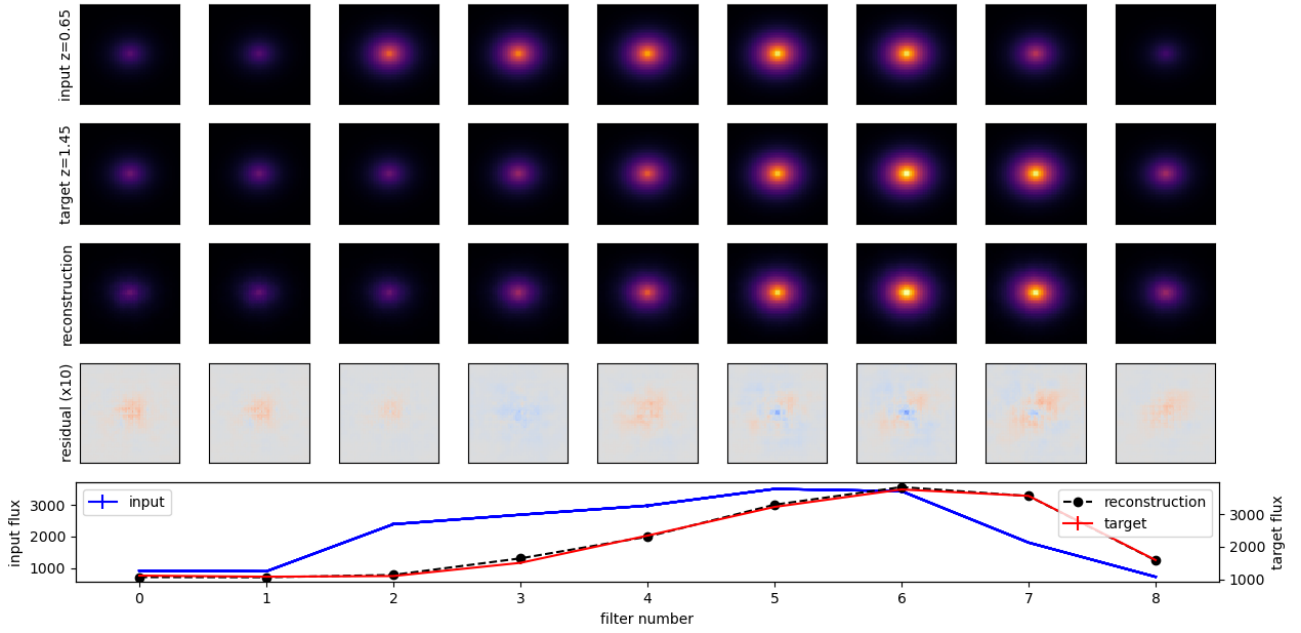 input z=0.65
target z=1.45
reconstruction
residual (x10)
input flux
3000
2000
1000
input
reconstruction
target
3000
2000
1000
target flux
0 1 2 3 4 5 6 7 8
filter number